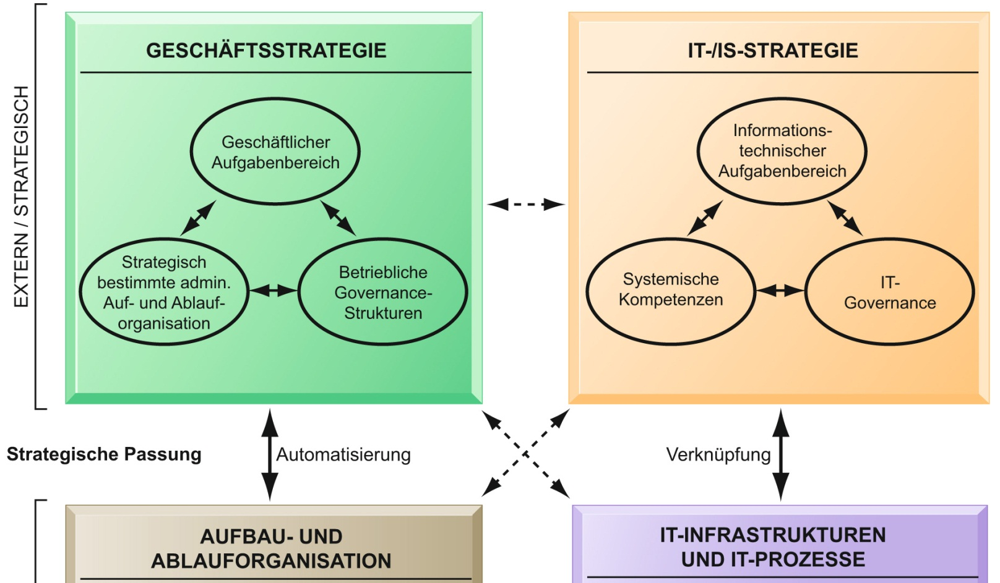 EXTERN / STRATEGISCH
GESCHÄFTSSTRATEGIE
Geschäftlicher
Aufgabenbereich
Strategisch
bestimmte admin.
Auf- und Ablauf-
organisation
Betriebliche
Governance-
Strukturen
IT-/IS-STRATEGIE
Informations-
technischer
Aufgabenbereich
Systemische
Kompetenzen
IT-
Governance
Strategische Passung
Automatisierung
Verknüpfung
AUFBAU- UND
ABLAUFORGANISATION
IT-INFRASTRUKTUREN
UND IT-PROZESSE